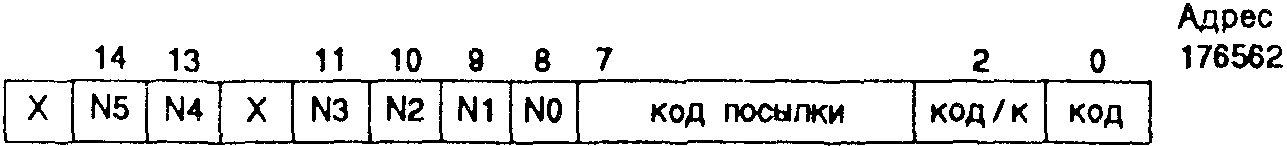 Адрес
14 13 11 10 9 8 7 2 0 176562
X N5 N4 X N3 N2 N1 N0 код посылки код/к код